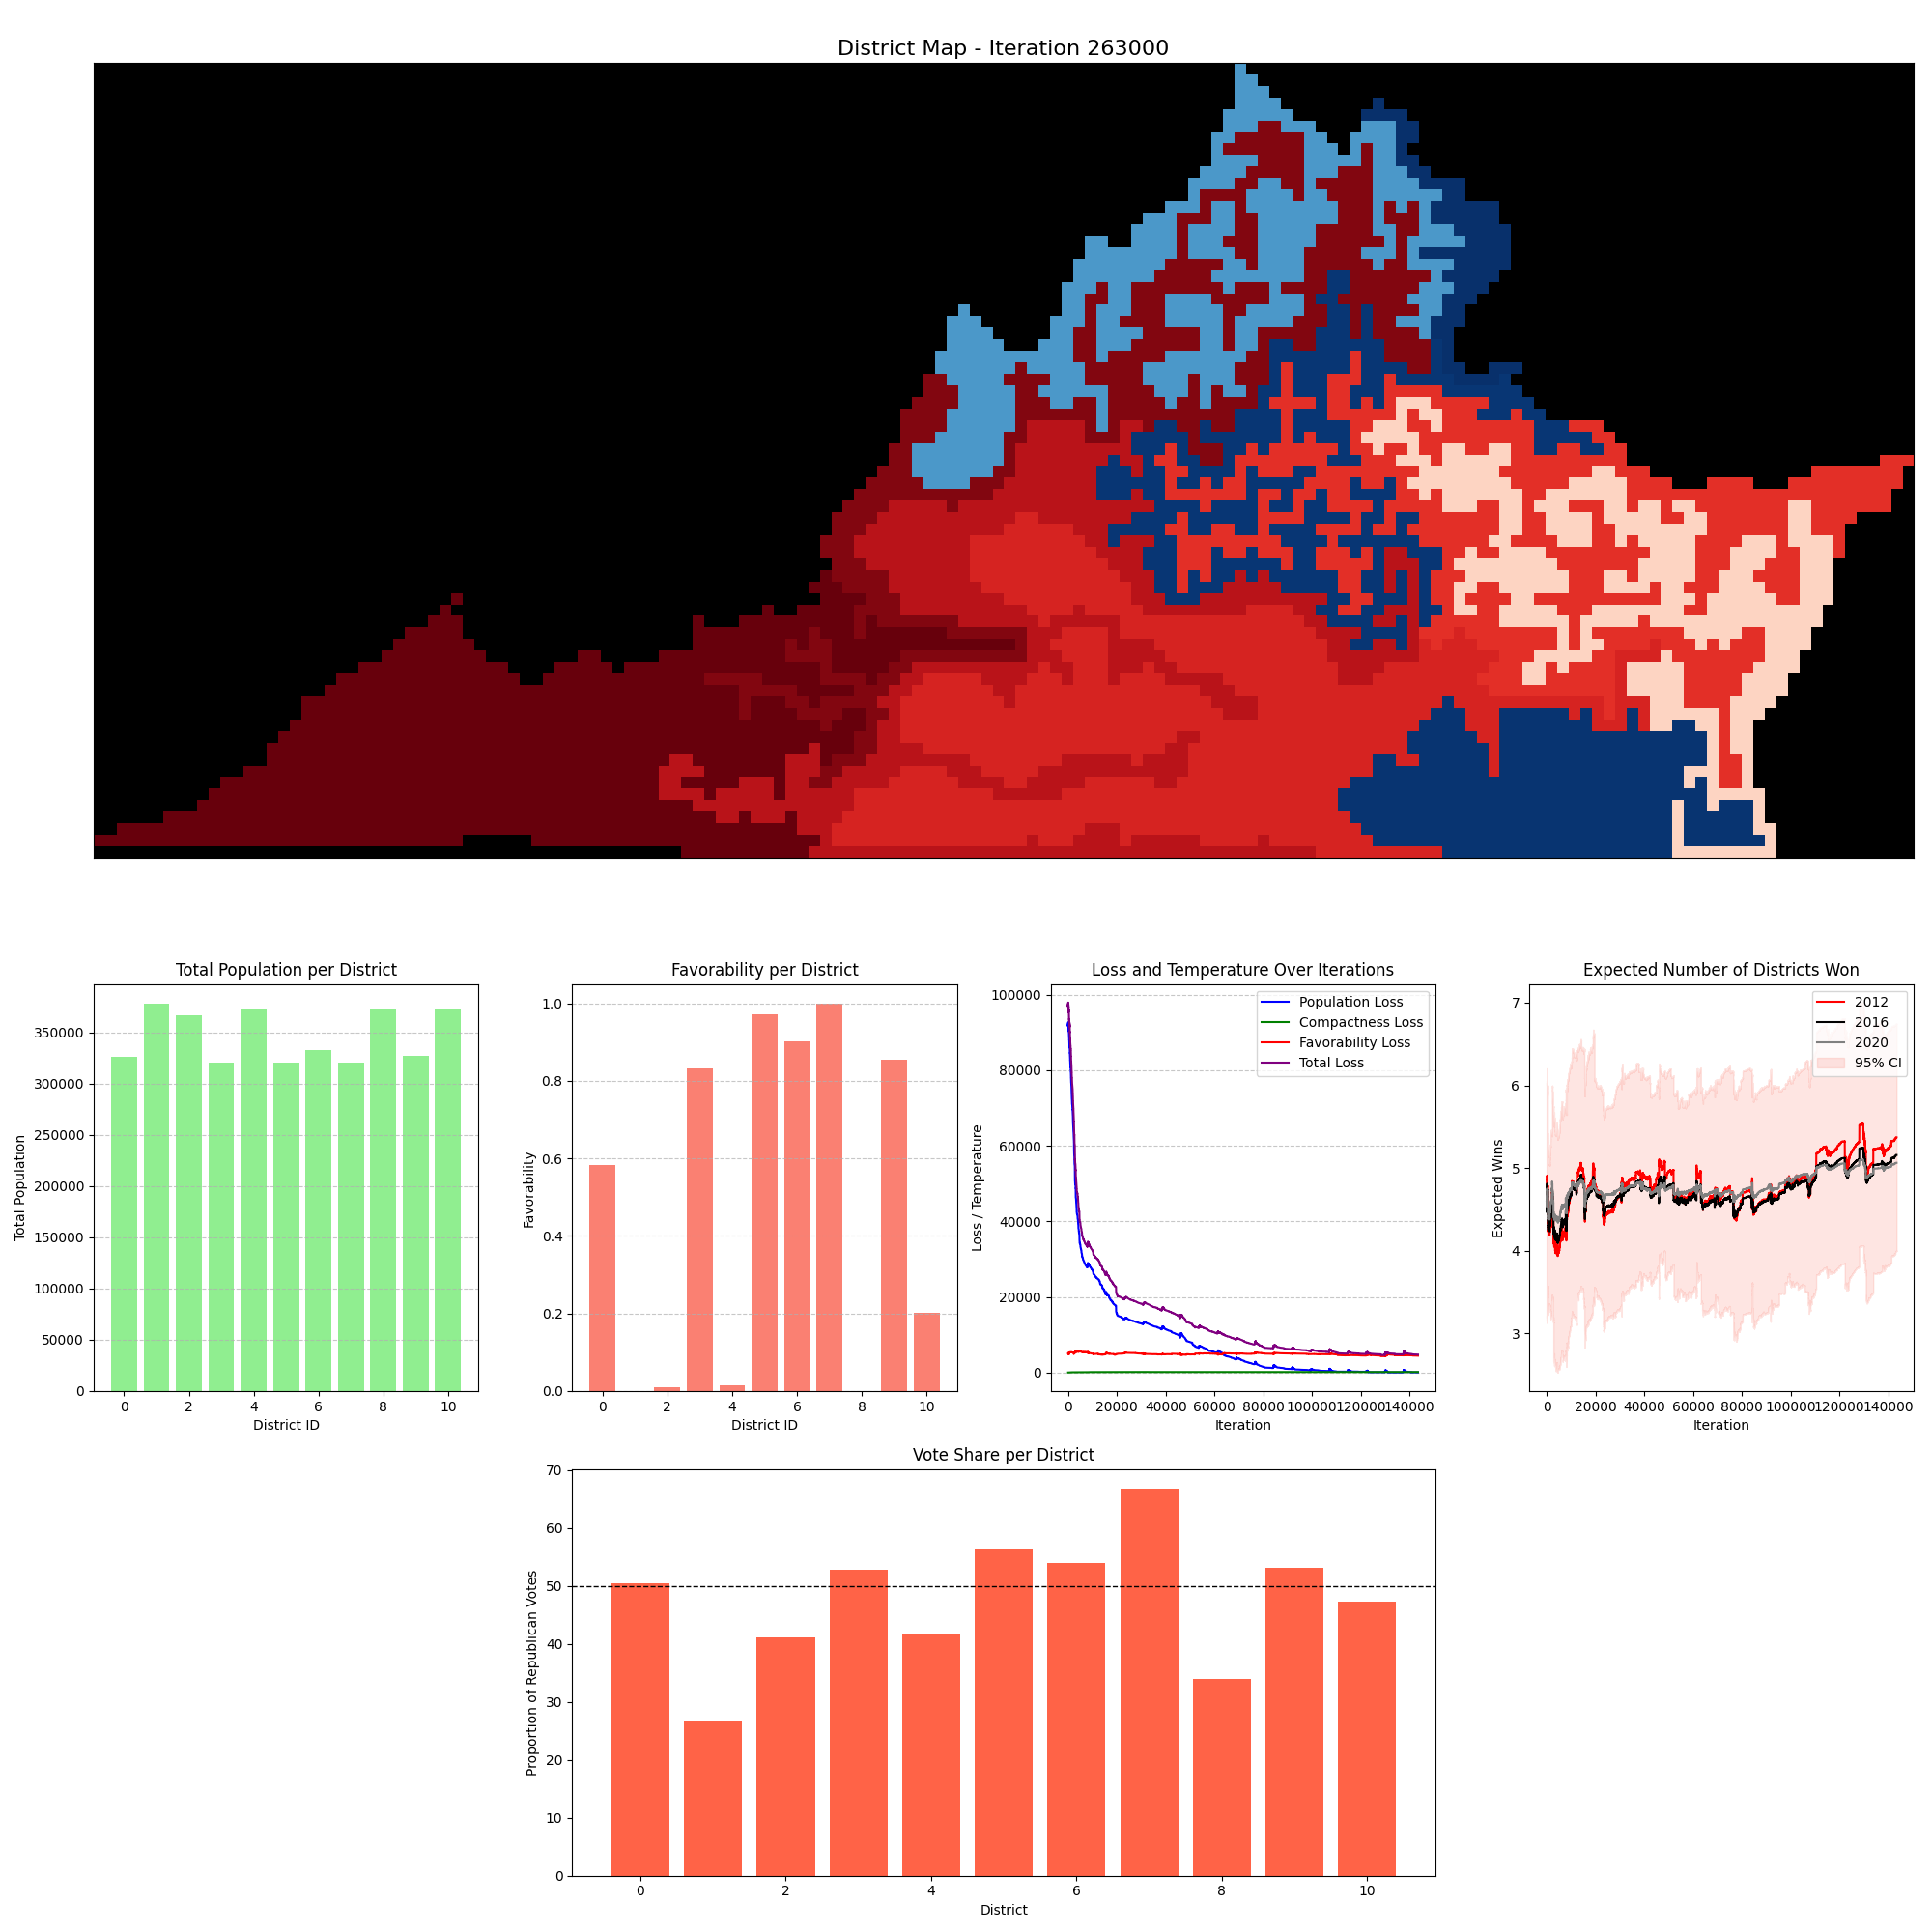 District Map - Iteration 263000
Total Population per District
Total Population
350000
300000
250000
200000
150000
100000
50000
0
0 2 4 6 8 10
District ID
Favorability per District
Favorability
1.0
0.8
0.6
0.4
0.2
0.0
0 2 4 6 8 10
District ID
Loss and Temperature Over Iterations
Loss / Temperature
100000
80000
60000
40000
20000
0
Population Loss
Compactness Loss
Favorability Loss
Total Loss
0 20000 40000 60000 80000 100000 120000 140000
Iteration
Expected Number of Districts Won
Expected Wins
7
6
5
4
3
2012
2016
2020
95% CI
0 20000 40000 60000 80000 100000 120000 140000
Iteration
Vote Share per District
Proportion of Republican Votes
70
60
50
40
30
20
10
0
0 2 4 6 8 10
District